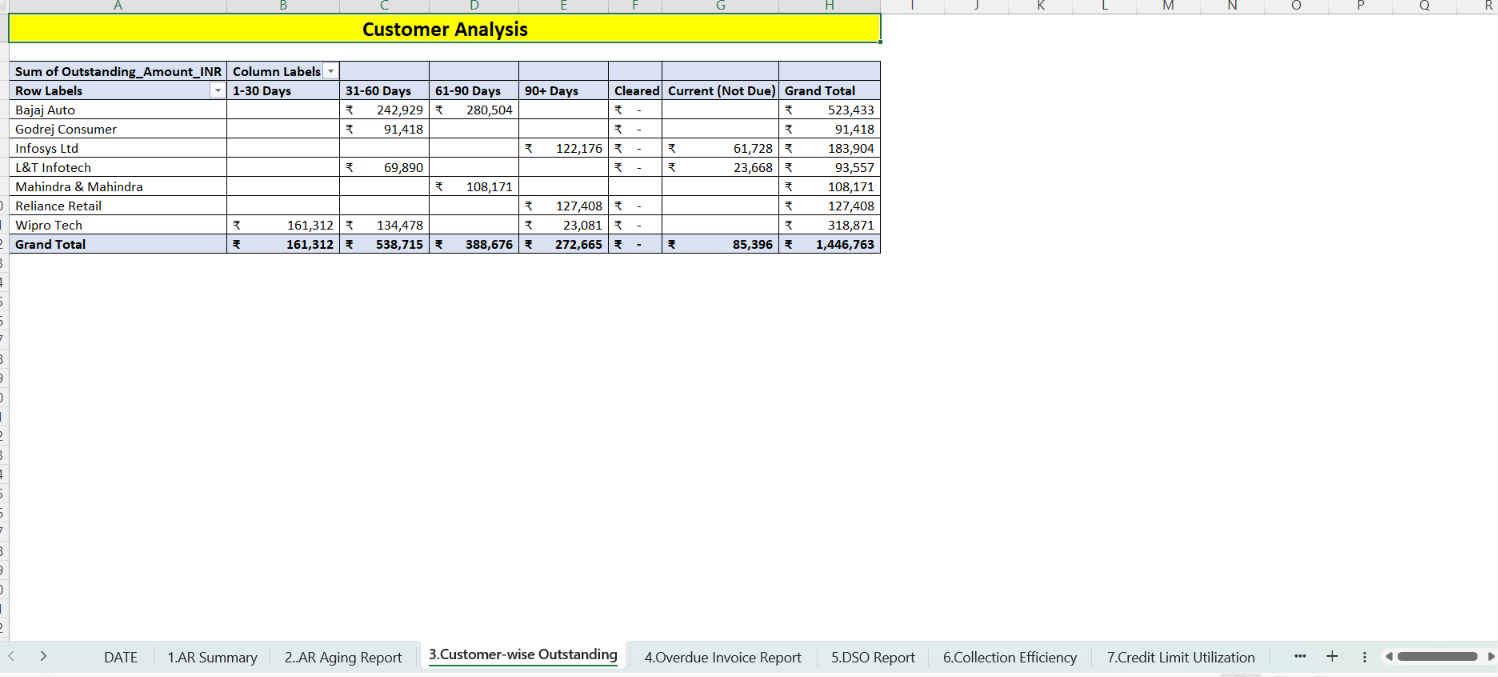 A B C D E F G H I J K L M N O P Q R
Customer Analysis
Sum of Outstanding_Amount_INR Column Labels
Row Labels 1-30 Days 31-60 Days 61-90 Days 90+ Days Cleared Current (Not Due) Grand Total
Bajaj Auto ₹ 242,929 ₹ 280,504 ₹ - ₹ 523,433
Godrej Consumer ₹ 91,418 ₹ - ₹ 91,418
Infosys Ltd ₹ 122,176 ₹ - ₹ 61,728 ₹ 183,904
L&T Infotech ₹ 69,890 ₹ - ₹ 23,668 ₹ 93,557
Mahindra & Mahindra ₹ 108,171 ₹ 108,171
Reliance Retail ₹ 127,408 ₹ - ₹ 127,408
Wipro Tech ₹ 161,312 ₹ 134,478 ₹ 23,081 ₹ - ₹ 318,871
Grand Total ₹ 161,312 ₹ 538,715 ₹ 388,676 ₹ 272,665 ₹ - ₹ 85,396 ₹ 1,446,763
DATE 1.AR Summary 2..AR Aging Report 3.Customer-wise Outstanding 4.Overdue Invoice Report 5.DSO Report 6.Collection Efficiency 7.Credit Limit Utilization